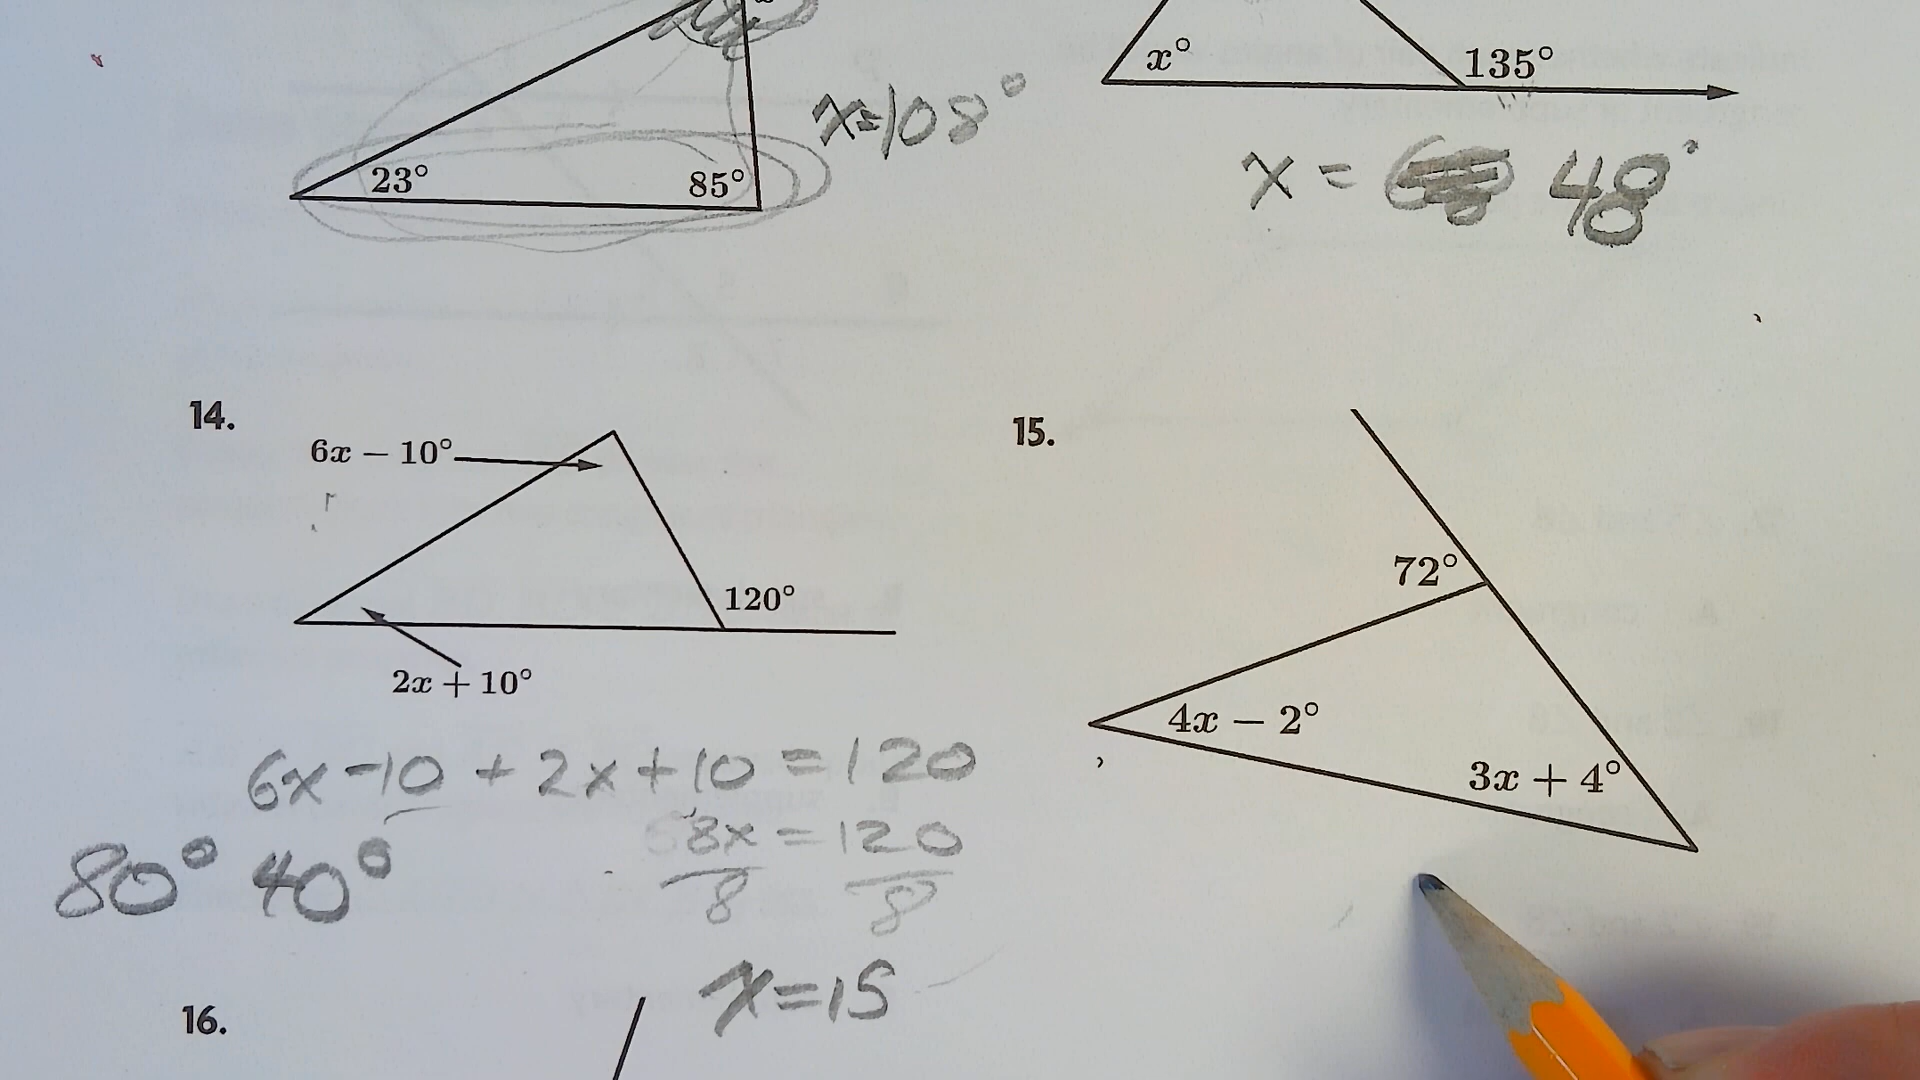 x° 135°
x=108°
23° 85°
x = 48°
14.
6x − 10°
120°
2x + 10°
15.
72°
4x − 2°
3x + 4°
6x-10 + 2x+10 =120
8x = 120
8 8
80° 40°
x=15
16.